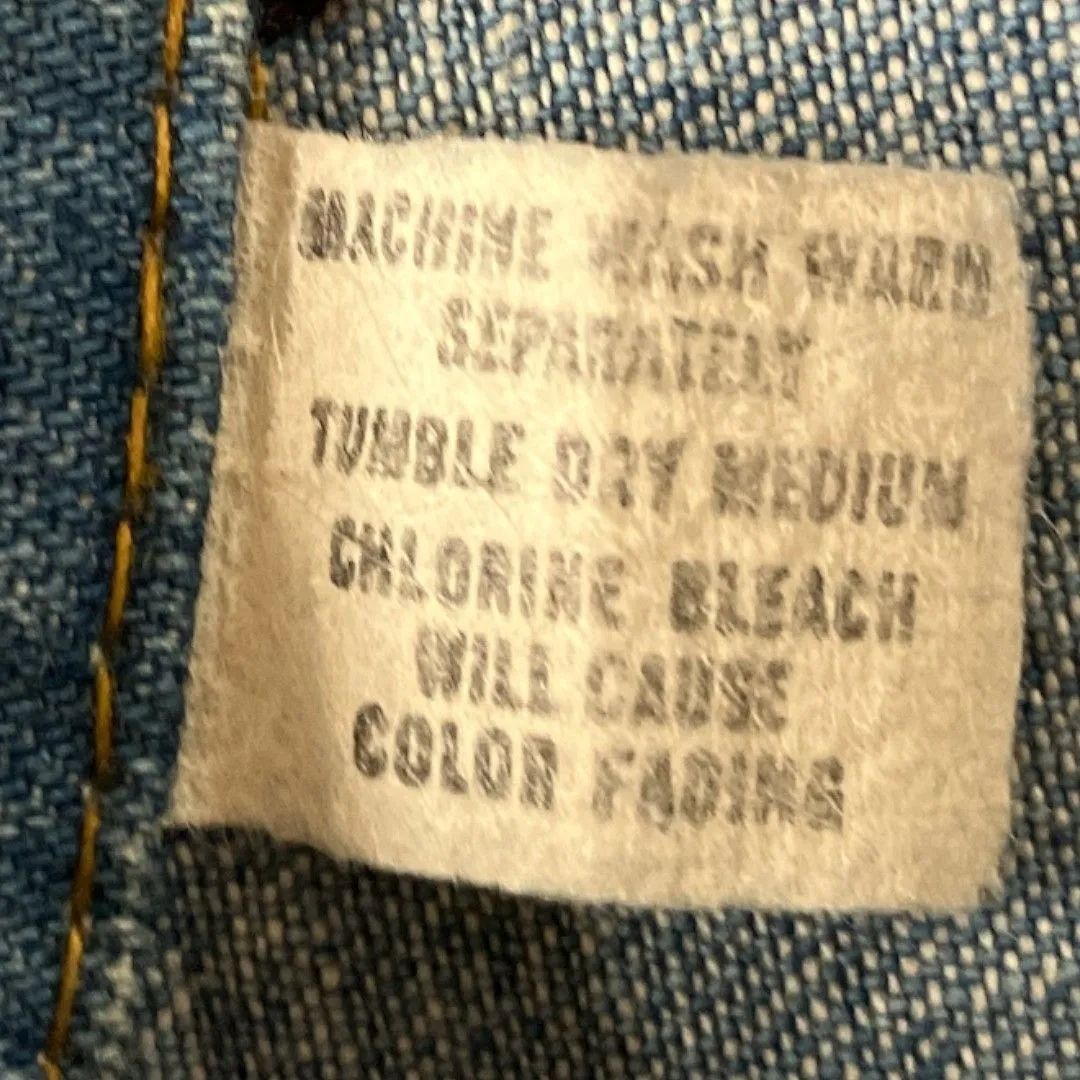 MACHINE WASH WARM
SEPARATELY
TUMBLE DRY MEDIUM
CHLORINE BLEACH
WILL CAUSE
COLOR FADING